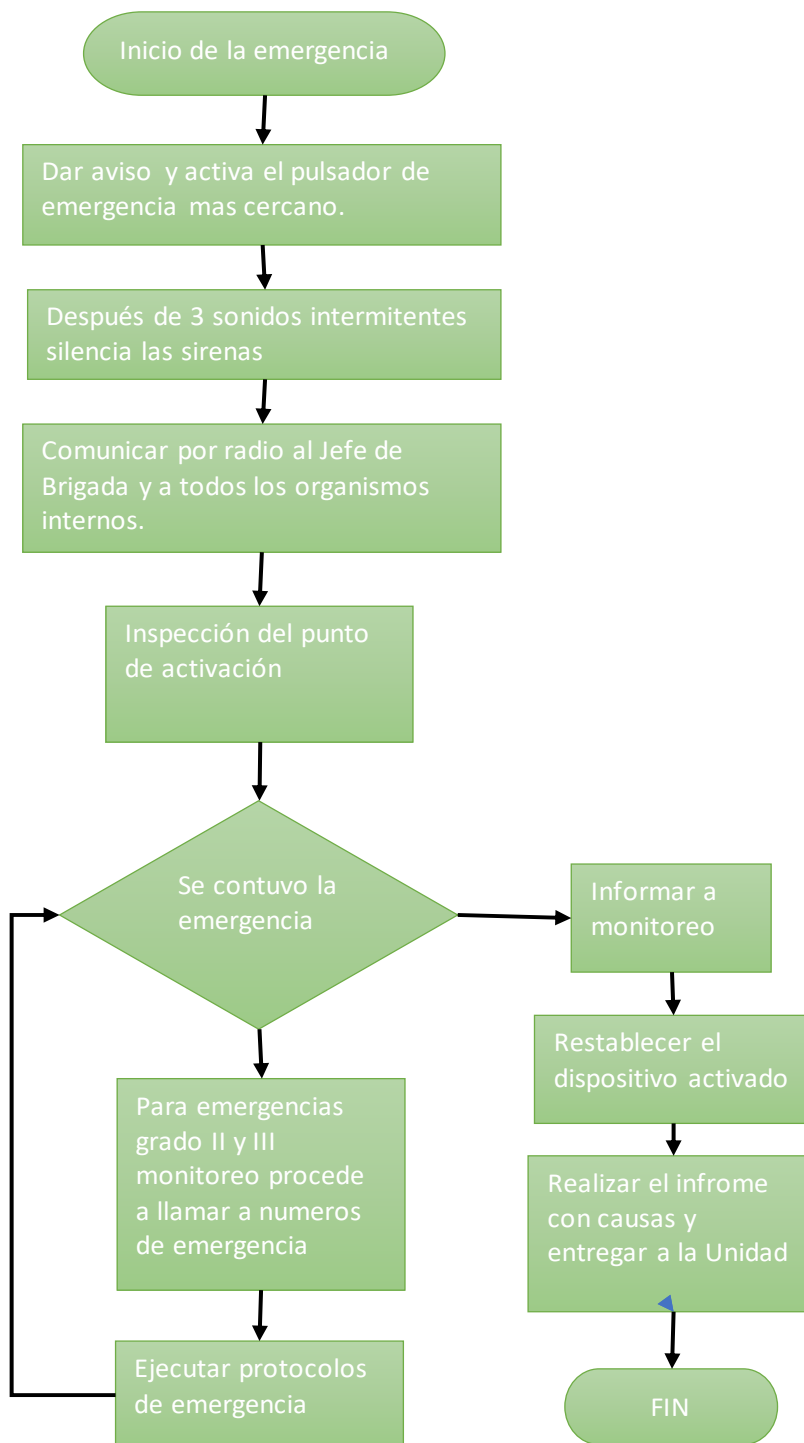 Inicio de la emergencia
Dar aviso y activa el pulsador de
emergencia mas cercano.
Después de 3 sonidos intermitentes
silencia las sirenas
Comunicar por radio al Jefe de
Brigada y a todos los organismos
internos.
Inspección del punto
de activación
Se contuvo la
emergencia
Informar a
monitoreo
Restablecer el
dispositivo activado
Para emergencias
grado II y III
monitoreo procede
a llamar a numeros
de emergencia
Realizar el infrome
con causas y
entregar a la Unidad
Ejecutar protocolos
de emergencia
FIN